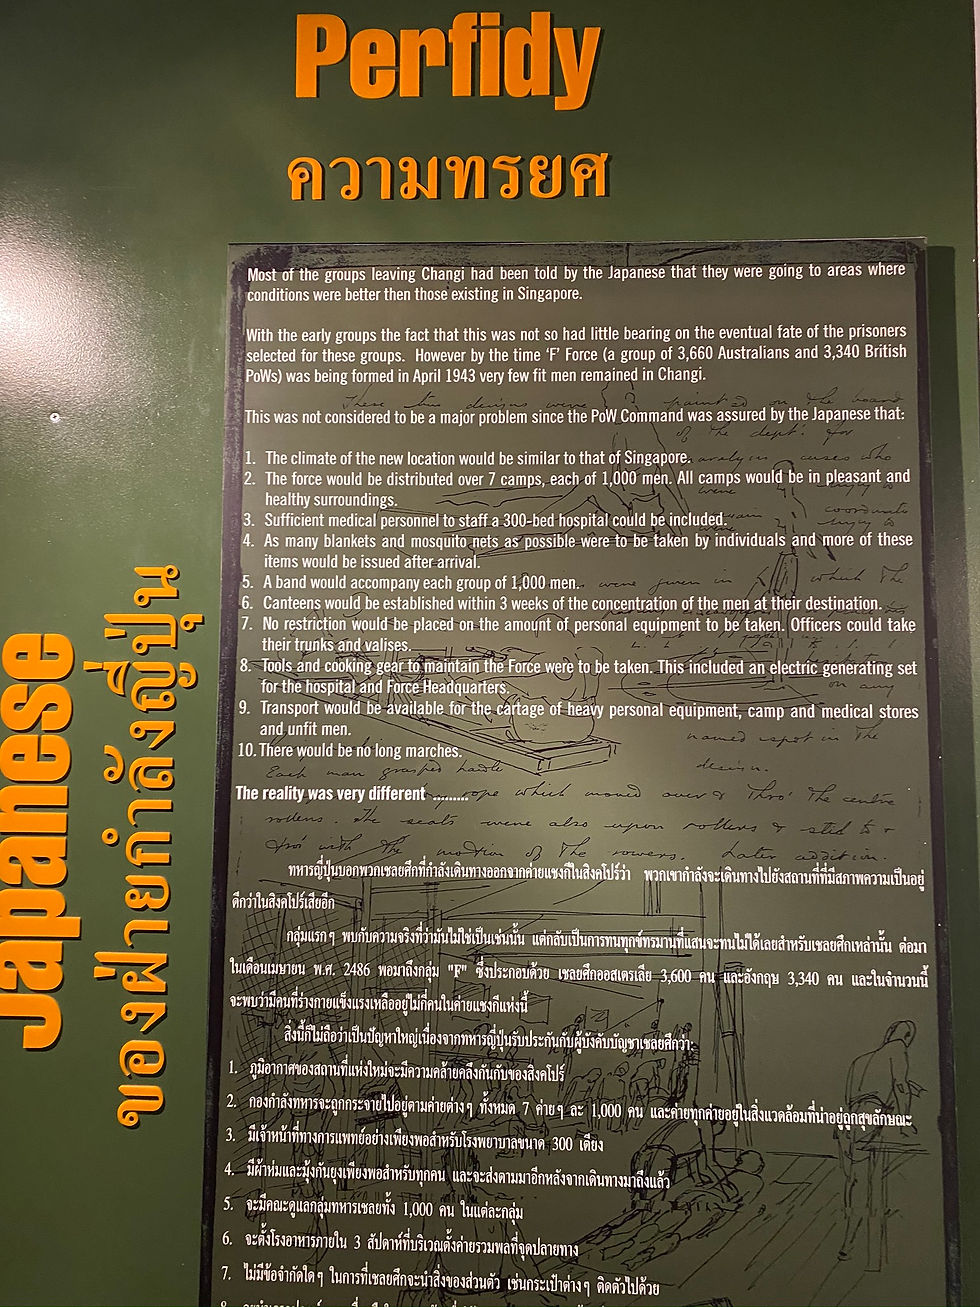 Perfidy
ความทรยศ
Japanese
ของฝ่ายกำลังญี่ปุ่น
Most of the groups leaving Changi had been told by the Japanese that they were going to areas where
conditions were better then those existing in Singapore.
With the early groups the fact that this was not so had little bearing on the eventual fate of the prisoners
selected for these groups. However by the time ‘F’ Force (a group of 3,660 Australians and 3,340 British
PoWs) was being formed in April 1943 very few fit men remained in Changi.
This was not considered to be a major problem since the PoW Command was assured by the Japanese that:
1. The climate of the new location would be similar to that of Singapore.
2. The force would be distributed over 7 camps, each of 1,000 men. All camps would be in pleasant and
healthy surroundings.
3. Sufficient medical personnel to staff a 300-bed hospital could be included.
4. As many blankets and mosquito nets as possible were to be taken by individuals and more of these
items would be issued after arrival.
5. A band would accompany each group of 1,000 men.
6. Canteens would be established within 3 weeks of the concentration of the men at their destination.
7. No restriction would be placed on the amount of personal equipment to be taken. Officers could take
their trunks and valises.
8. Tools and cooking gear to maintain the Force were to be taken. This included an electric generating set
for the hospital and Force Headquarters.
9. Transport would be available for the cartage of heavy personal equipment, camp and medical stores
and unfit men.
10. There would be no long marches.
named spot in the
Each man grasped
The reality was very different .........
rope which moved over & thro' the centre
rollers. The seats were also upon rollers & slid to &
fro with the motion of the rowers. Later addition.
ทหารญี่ปุ่นบอกพวกเชลยศึกที่กำลังเดินทางออกจากค่ายแชงกีในสิงคโปร์ว่า พวกเขากำลังจะเดินทางไปยังสถานที่ที่มีสภาพความเป็นอยู่
ดีกว่าในสิงคโปร์เสียอีก
กลุ่มแรกๆ พบกับความจริงที่ว่ามันไม่ใช่เป็นเช่นนั้น แต่กลับเป็นการทนทุกข์ทรมานที่แสนจะทนไม่ได้เลยสำหรับเชลยศึกเหล่านั้น ต่อมา
ในเดือนเมษายน พ.ศ. 2486 พอมาถึงกลุ่ม "F" ซึ่งประกอบด้วย เชลยศึกออสเตรเลีย 3,600 คน และอังกฤษ 3,340 คน และในจำนวนนี้
จะพบว่ามีคนที่ร่างกายแข็งแรงเหลืออยู่ไม่กี่คนในค่ายแชงกีแห่งนี้
สิ่งนี้ก็ไม่ถือว่าเป็นปัญหาใหญ่เนื่องจากทหารญี่ปุ่นรับประกันกับผู้บังคับบัญชาเชลยศึกว่า:
1. ภูมิอากาศของสถานที่แห่งใหม่จะมีความคล้ายคลึงกันกับของสิงคโปร์
2. กองกำลังทหารจะถูกกระจายไปอยู่ตามค่ายต่างๆ ทั้งหมด 7 ค่ายๆ ละ 1,000 คน และค่ายทุกค่ายอยู่ในสิ่งแวดล้อมที่น่าอยู่ถูกสุขลักษณะ
3. มีเจ้าหน้าที่ทางการแพทย์อย่างเพียงพอสำหรับโรงพยาบาลขนาด 300 เตียง
4. มีผ้าห่มและมุ้งกันยุงเพียงพอสำหรับทุกคน และจะส่งตามมาอีกหลังจากเดินทางมาถึงแล้ว
5. จะมีคณะดูแลกลุ่มทหารเชลยทั้ง 1,000 คน ในแต่ละกลุ่ม
6. จะตั้งโรงอาหารภายใน 3 สัปดาห์ที่บริเวณตั้งค่ายรวมพลที่จุดปลายทาง
7. ไม่มีข้อจำกัดใดๆ ในการที่เชลยศึกจะนำสิ่งของส่วนตัว เช่นกระเป๋าต่างๆ ติดตัวไปด้วย